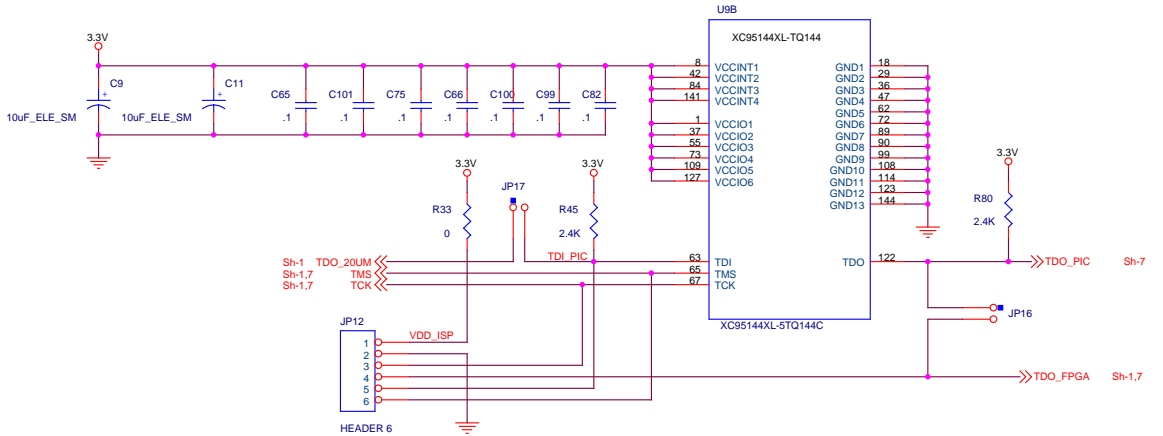 U9B
XC95144XL-TQ144
3.3V
C9
10uF_ELE_SM
+
C11
10uF_ELE_SM
+
C65
.1
C101
.1
C75
.1
C66
.1
C100
.1
C99
.1
C82
.1
8 VCCINT1
42 VCCINT2
84 VCCINT3
141 VCCINT4
1 VCCIO1
37 VCCIO2
55 VCCIO3
73 VCCIO4
109 VCCIO5
127 VCCIO6
GND1 18
GND2 29
GND3 36
GND4 47
GND5 62
GND6 72
GND7 89
GND8 90
GND9 99
GND10 108
GND11 114
GND12 123
GND13 144
3.3V
R33
0
JP17
3.3V
R45
2.4K
3.3V
R80
2.4K
Sh-1 TDO_20UM
Sh-1,7 TMS
Sh-1,7 TCK
TDI_PIC
63 TDI
65 TMS
67 TCK
TDO 122
TDO_PIC Sh-7
JP16
XC95144XL-5TQ144C
JP12
VDD_ISP
1
2
3
4
5
6
HEADER 6
TDO_FPGA Sh-1,7